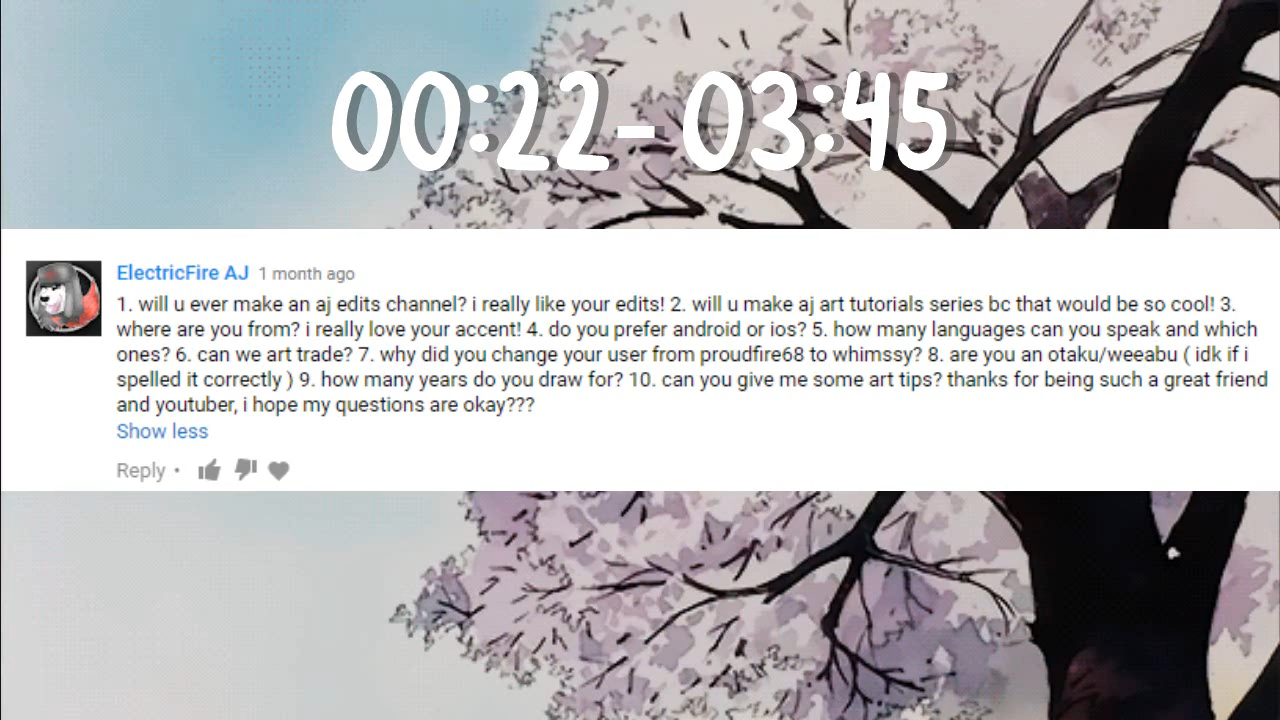 00:22- 03:45
ElectricFire AJ 1 month ago
1. will u ever make an aj edits channel? i really like your edits! 2. will u make aj art tutorials series bc that would be so cool! 3.
where are you from? i really love your accent! 4. do you prefer android or ios? 5. how many languages can you speak and which
ones? 6. can we art trade? 7. why did you change your user from proudfire68 to whimssy? 8. are you an otaku/weeabu ( idk if i
spelled it correctly ) 9. how many years do you draw for? 10. can you give me some art tips? thanks for being such a great friend
and youtuber, i hope my questions are okay???
Show less
Reply •